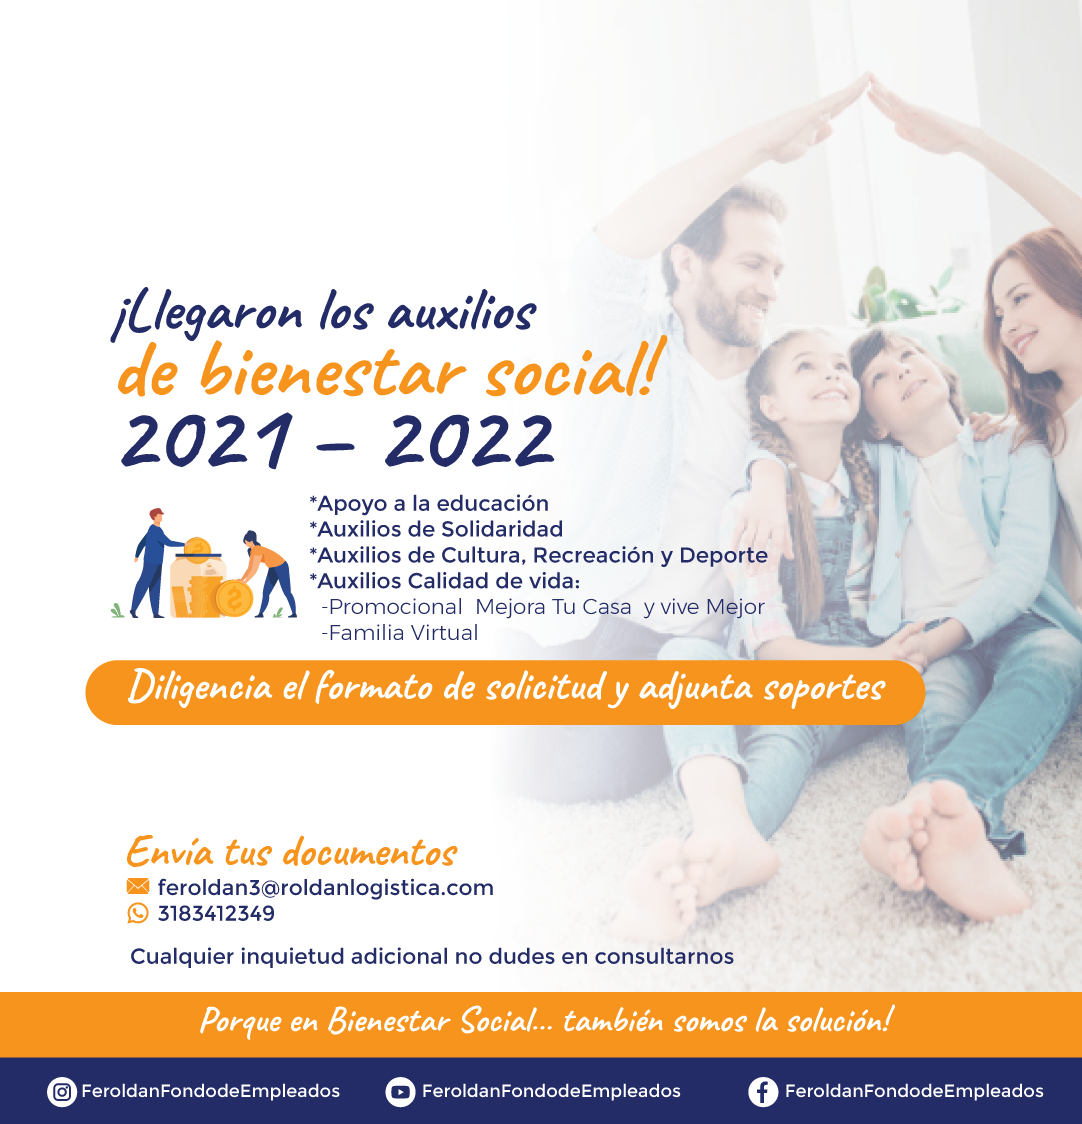 ¡Llegaron los auxilios
de bienestar social!
2021 – 2022
*Apoyo a la educación
*Auxilios de Solidaridad
*Auxilios de Cultura, Recreación y Deporte
*Auxilios Calidad de vida:
-Promocional Mejora Tu Casa y vive Mejor
-Familia Virtual
Diligencia el formato de solicitud y adjunta soportes
Envía tus documentos
feroldan3@roldanlogistica.com
3183412349
Cualquier inquietud adicional no dudes en consultarnos
Porque en Bienestar Social... también somos la solución!
FeroldanFondodeEmpleados FeroldanFondodeEmpleados FeroldanFondodeEmpleados